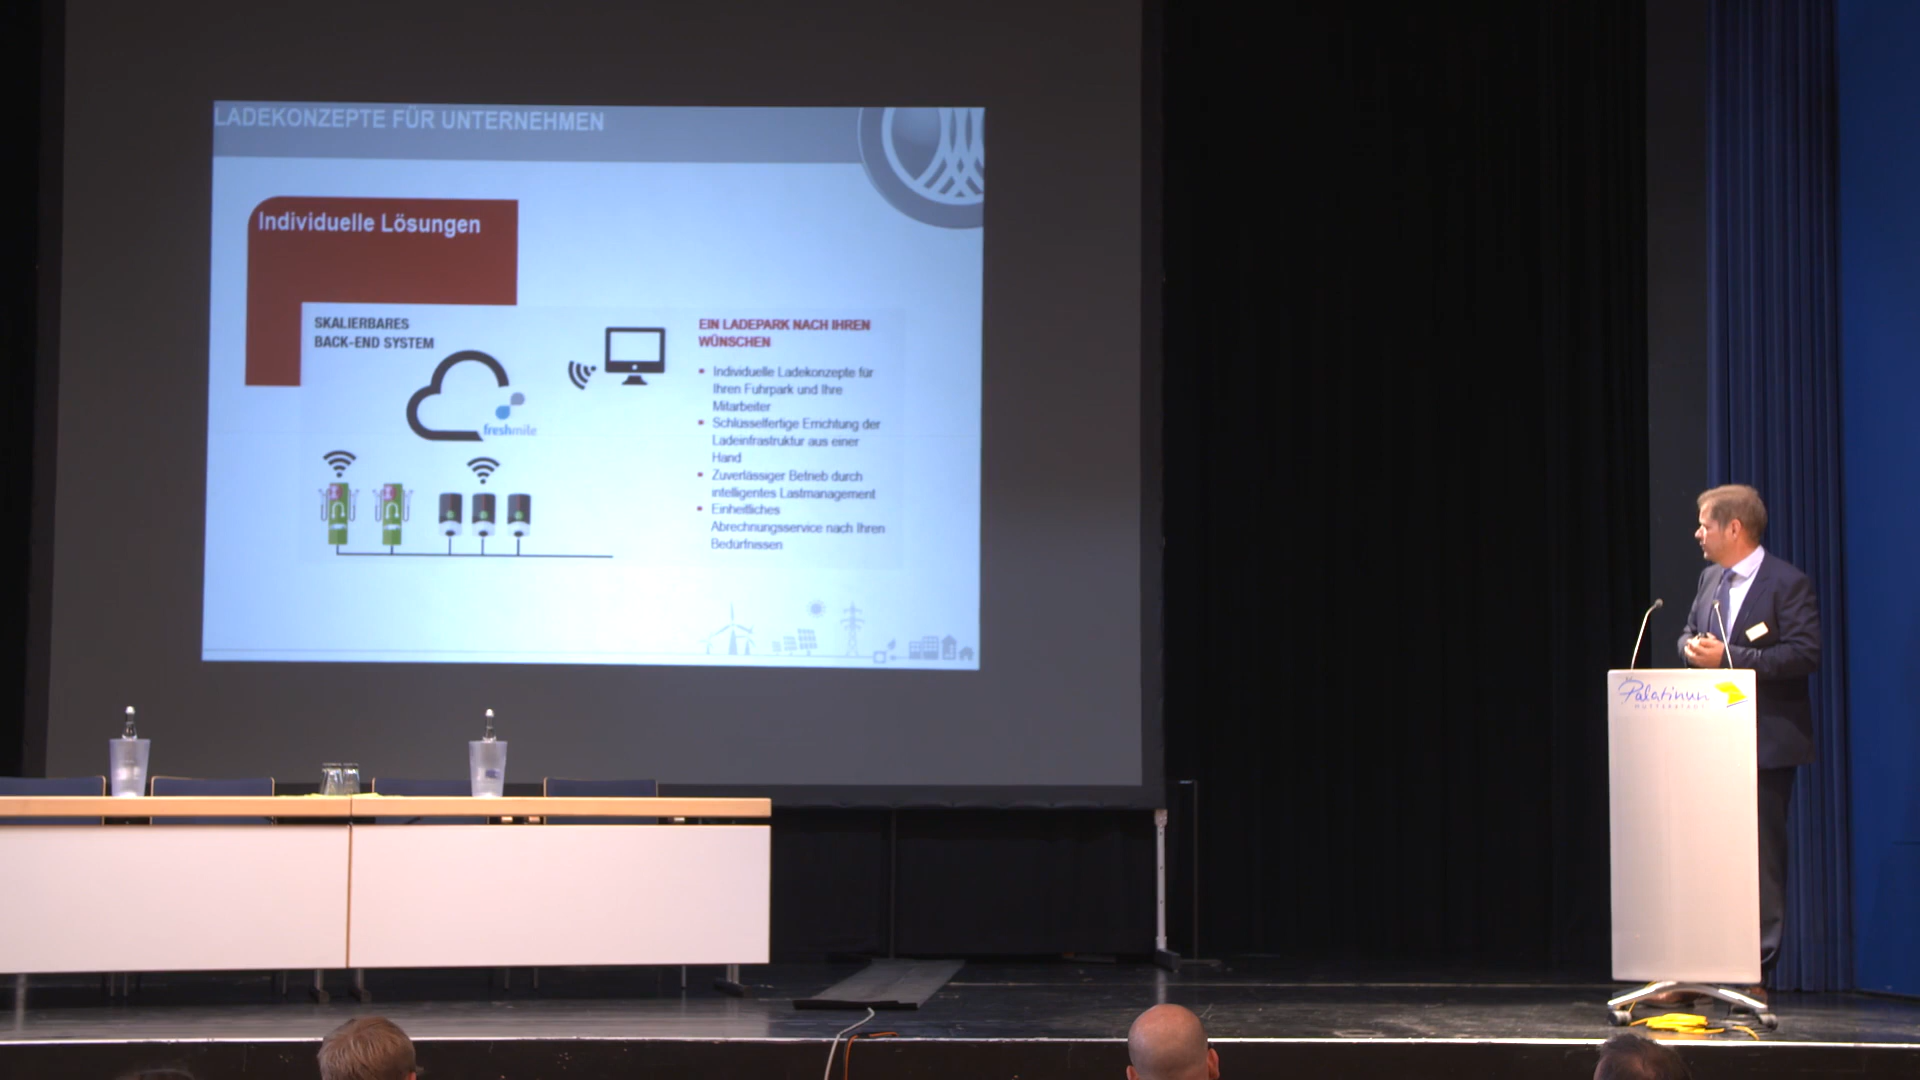 LADEKONZEPTE FÜR UNTERNEHMEN
Individuelle Lösungen
SKALIERBARES
BACK-END SYSTEM
freshmile
EIN LADEPARK NACH IHREN
WÜNSCHEN
Individuelle Ladekonzepte für
Ihren Fuhrpark und Ihre
Mitarbeiter
Schlüsselfertige Errichtung der
Ladeinfrastruktur aus einer
Hand
Zuverlässiger Betrieb durch
intelligentes Lastmanagement
Einheitliches
Abrechnungsservice nach Ihren
Bedürfnissen
Palatinum
MUTTERSTADT